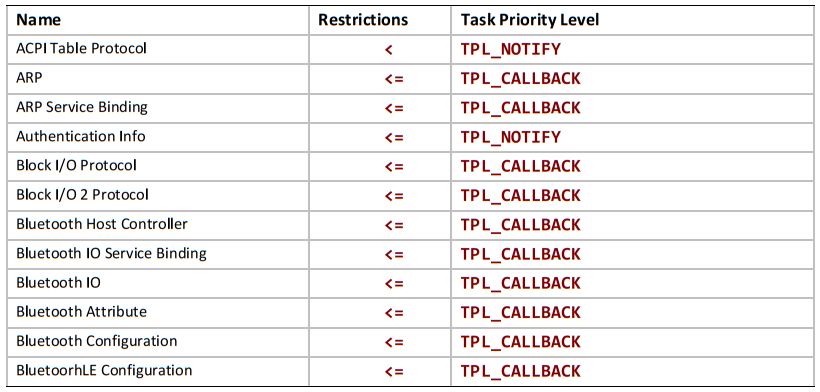 Name Restrictions Task Priority Level
ACPI Table Protocol < TPL_NOTIFY
ARP <= TPL_CALLBACK
ARP Service Binding <= TPL_CALLBACK
Authentication Info <= TPL_NOTIFY
Block I/O Protocol <= TPL_CALLBACK
Block I/O 2 Protocol <= TPL_CALLBACK
Bluetooth Host Controller <= TPL_CALLBACK
Bluetooth IO Service Binding <= TPL_CALLBACK
Bluetooth IO <= TPL_CALLBACK
Bluetooth Attribute <= TPL_CALLBACK
Bluetooth Configuration <= TPL_CALLBACK
BluetoorhLE Configuration <= TPL_CALLBACK